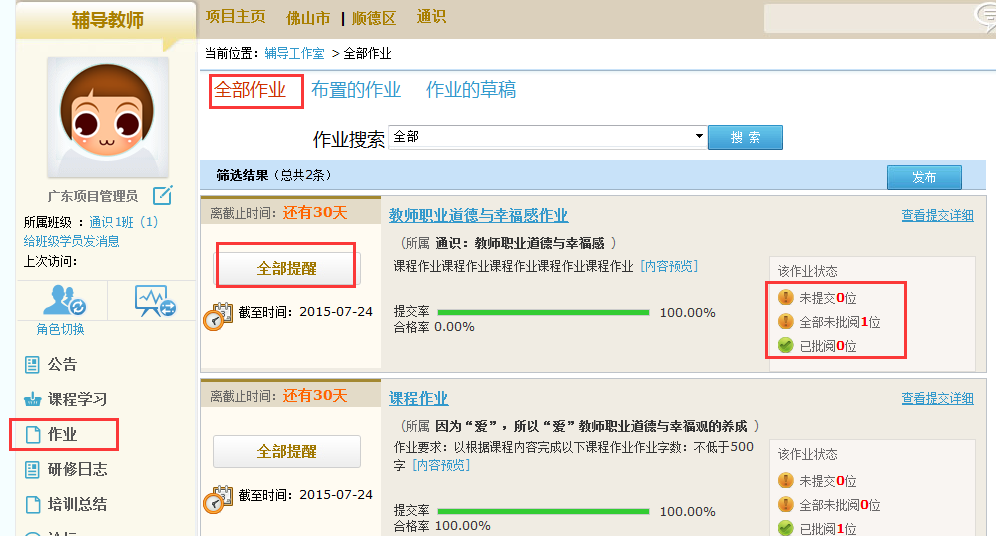 辅导教师
项目主页 佛山市 | 顺德区 通识
当前位置：辅导工作室 > 全部作业
全部作业 布置的作业 作业的草稿
作业搜索 全部 搜 索
筛选结果（总共2条） 发布
广东项目管理员
所属班级 ：通识1班（1）
给班级学员发消息
上次访问：
角色切换
公告
课程学习
作业
研修日志
培训总结
离截止时间：还有30天
全部提醒
截至时间：2015-07-24
教师职业道德与幸福感作业
查看提交详细
（所属 通识：教师职业道德与幸福感 ）
课程作业课程作业课程作业课程作业课程作业 [内容预览]
提交率 100.00%
合格率 0.00%
该作业状态
未提交0位
全部未批阅1位
已批阅0位
离截止时间：还有30天
全部提醒
截至时间：2015-07-24
课程作业
查看提交详细
（所属 因为“爱”，所以“爱”教师职业道德与幸福观的养成 ）
作业要求：以根据课程内容完成以下课程作业作业字数：不低于500
字 [内容预览]
提交率 100.00%
合格率 100.00%
该作业状态
未提交0位
全部未批阅0位
已批阅1位